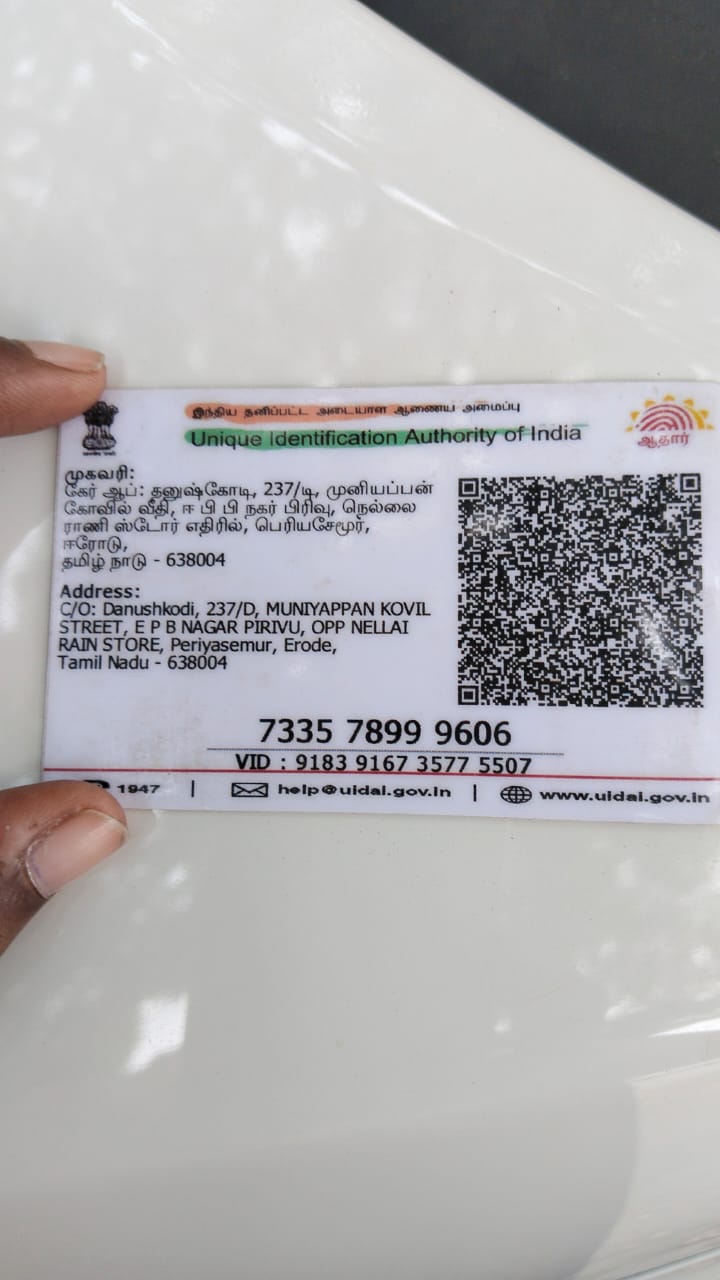 இந்திய தனிப்பட்ட அடையாள ஆணைய அமைப்பு
Unique Identification Authority of India
ஆதார்
முகவரி:
கேர் ஆப்: தனுஷ்கோடி, 237/டி, முனியப்பன்
கோவில் வீதி, ஈ பி பி நகர் பிரிவு, நெல்லை
ராணி ஸ்டோர் எதிரில், பெரியசேமூர்,
ஈரோடு,
தமிழ் நாடு - 638004
Address:
C/O: Danushkodi, 237/D, MUNIYAPPAN KOVIL
STREET, E P B NAGAR PIRIVU, OPP NELLAI
RAIN STORE, Periyasemur, Erode,
Tamil Nadu - 638004
7335 7899 9606
VID : 9183 9167 3577 5507
1947 | help@uidai.gov.in | www.uidai.gov.in